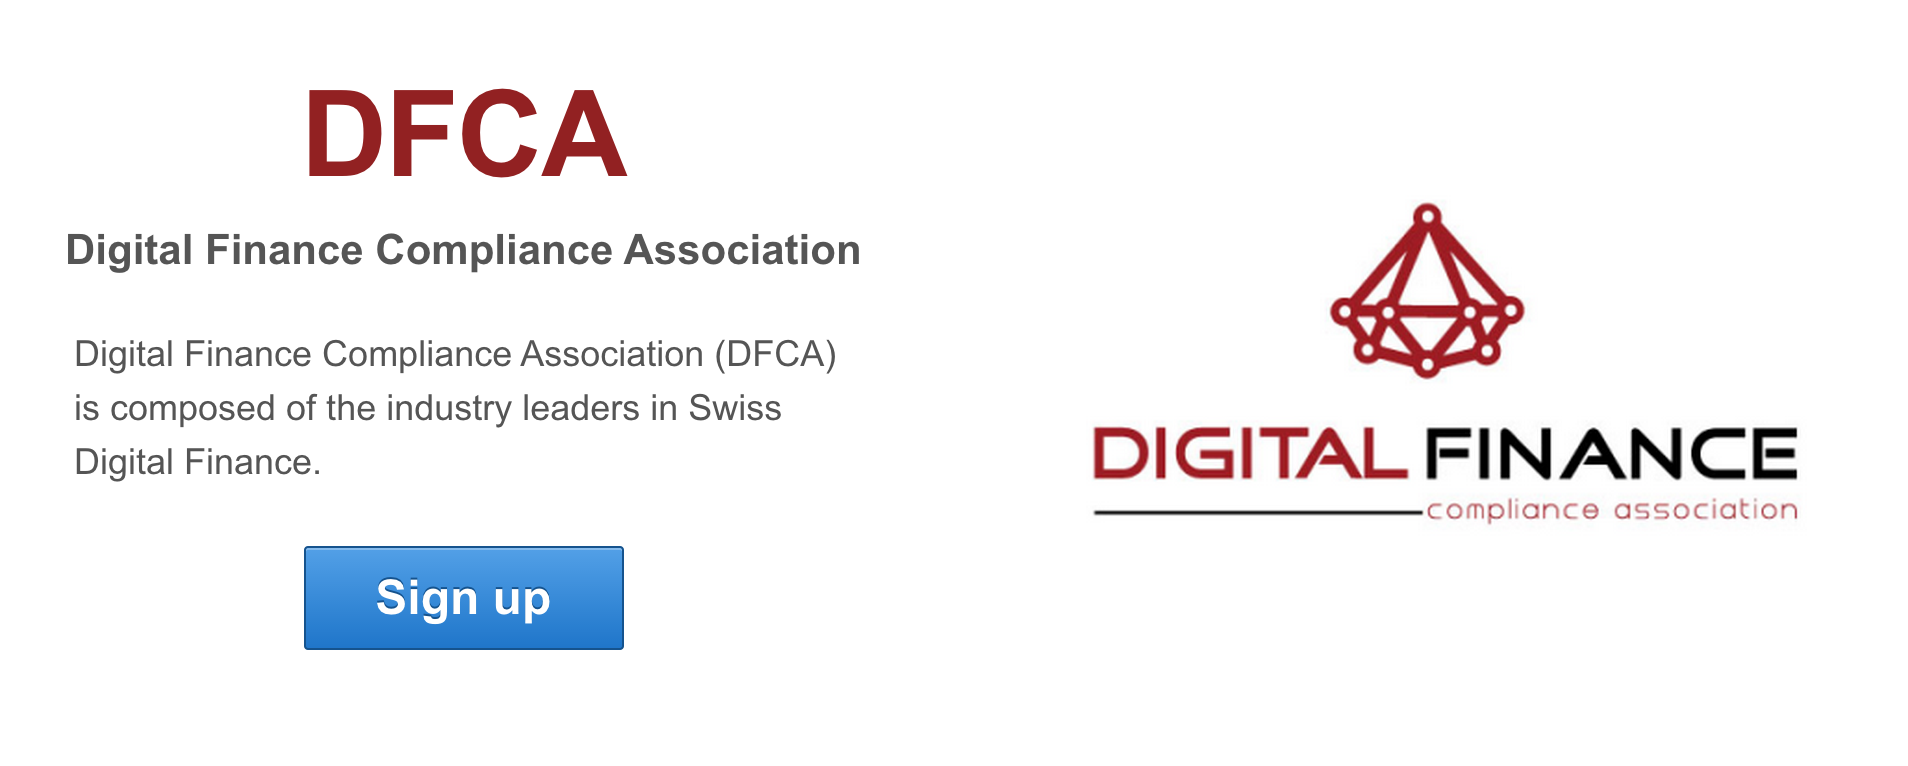 DFCA
Digital Finance Compliance Association
Digital Finance Compliance Association (DFCA)
is composed of the industry leaders in Swiss
Digital Finance.
Sign up
DIGITAL FINANCE
compliance association